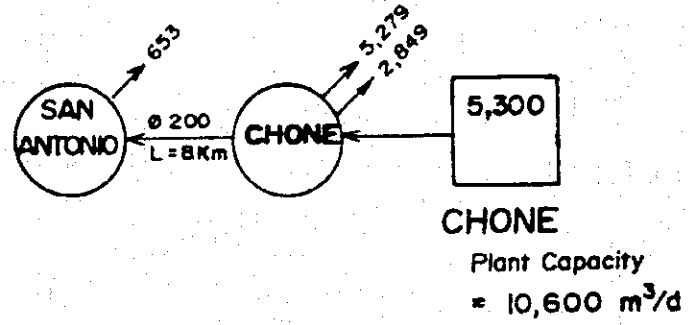 653
SAN
ANTONIO
Ø 200
L = 8 Km
5,279
2,849
CHONE
5,300
CHONE
Plant Capacity
= 10,600 m³/d